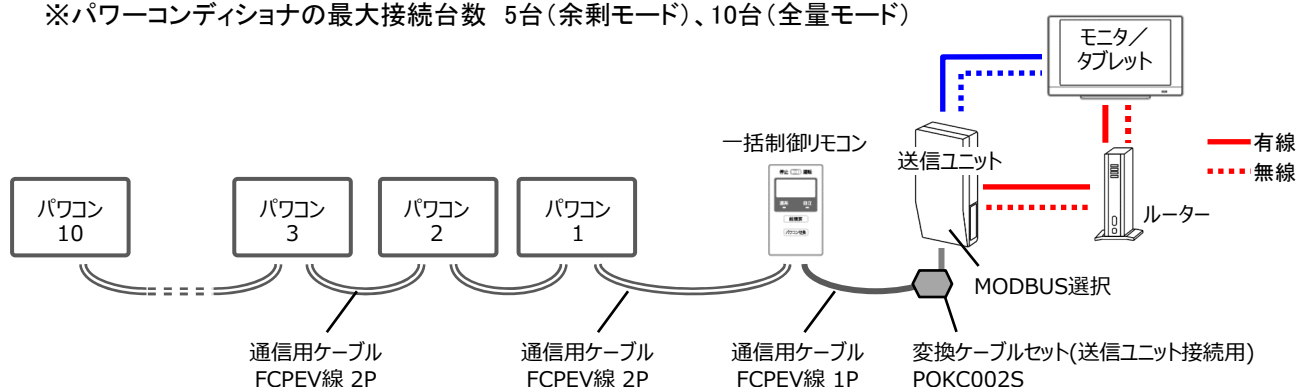 ※パワーコンディショナの最大接続台数　5台（余剰モード）、10台（全量モード）
モニタ／
タブレット
一括制御リモコン
送信ユニット
有線
無線
ルーター
パワコン
10
パワコン
3
パワコン
2
パワコン
1
MODBUS選択
通信用ケーブル
FCPEV線 2P
通信用ケーブル
FCPEV線 2P
通信用ケーブル
FCPEV線 1P
変換ケーブルセット(送信ユニット接続用)
POKC002S